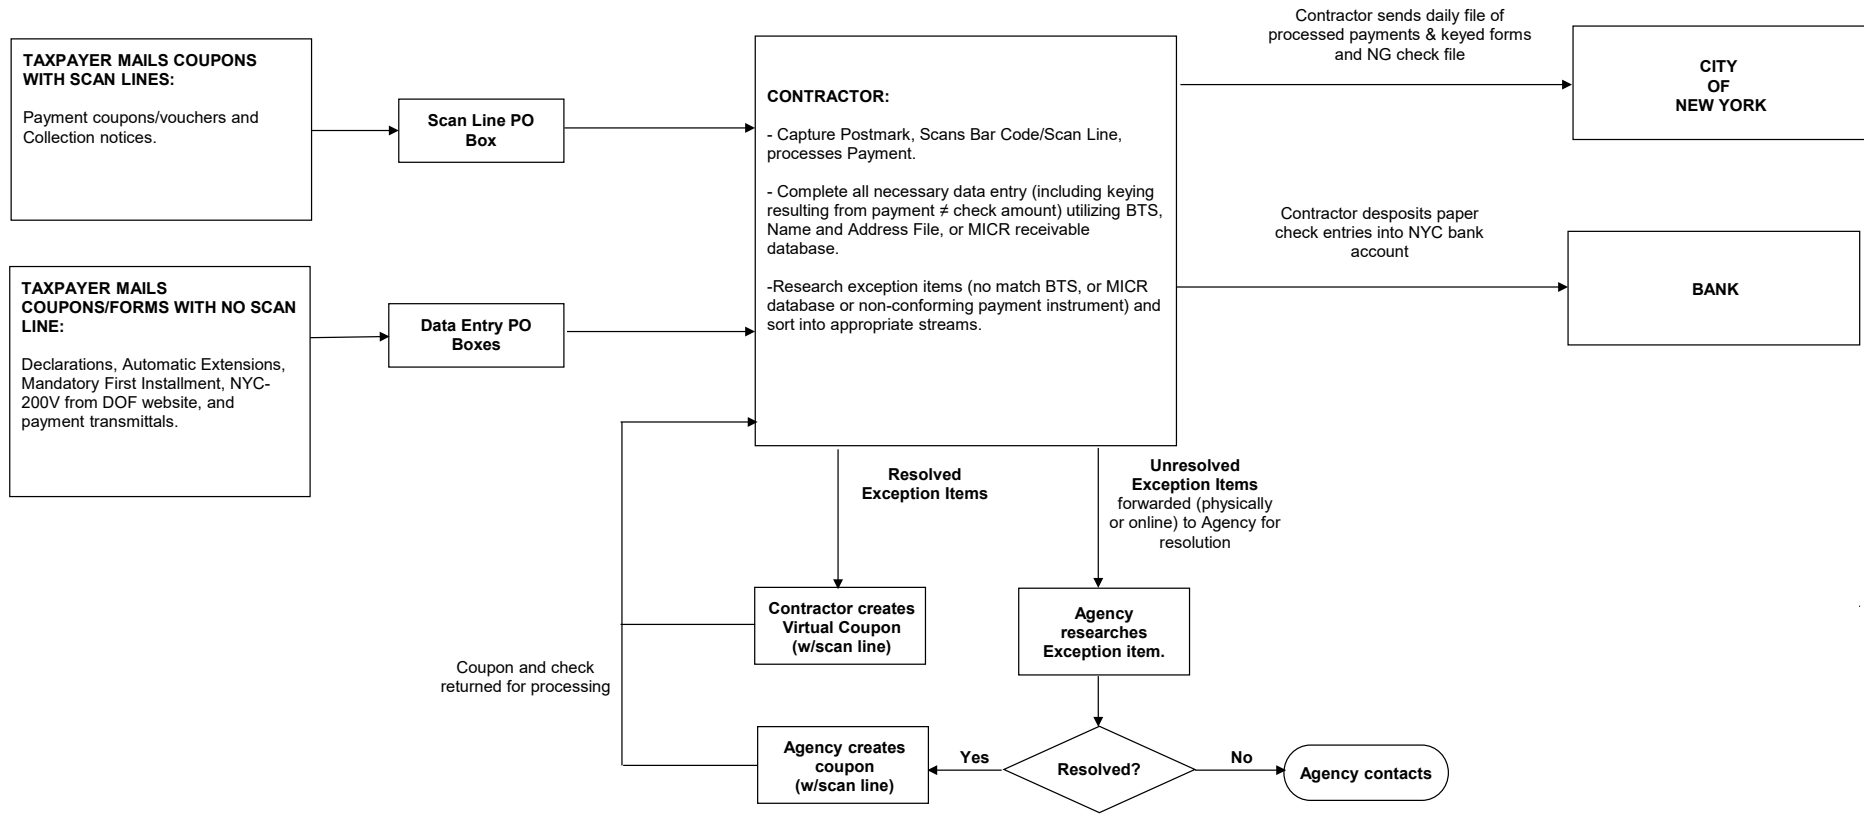 TAXPAYER MAILS COUPONS
WITH SCAN LINES:
Payment coupons/vouchers and
Collection notices.
Scan Line PO
Box
TAXPAYER MAILS
COUPONS/FORMS WITH NO SCAN
LINE:
Declarations, Automatic Extensions,
Mandatory First Installment, NYC-
200V from DOF website, and
payment transmittals.
Data Entry PO
Boxes
CONTRACTOR:
- Capture Postmark, Scans Bar Code/Scan Line,
processes Payment.
- Complete all necessary data entry (including keying
resulting from payment ≠ check amount) utilizing BTS,
Name and Address File, or MICR receivable
database.
-Research exception items (no match BTS, or MICR
database or non-conforming payment instrument) and
sort into appropriate streams.
Contractor sends daily file of
processed payments & keyed forms
and NG check file
CITY
OF
NEW YORK
Contractor desposits paper
check entries into NYC bank
account
BANK
Resolved
Exception Items
Unresolved
Exception Items
forwarded (physically
or online) to Agency for
resolution
Contractor creates
Virtual Coupon
(w/scan line)
Agency
researches
Exception item.
Coupon and check
returned for processing
Agency creates
coupon
(w/scan line)
Yes
Resolved?
No
Agency contacts